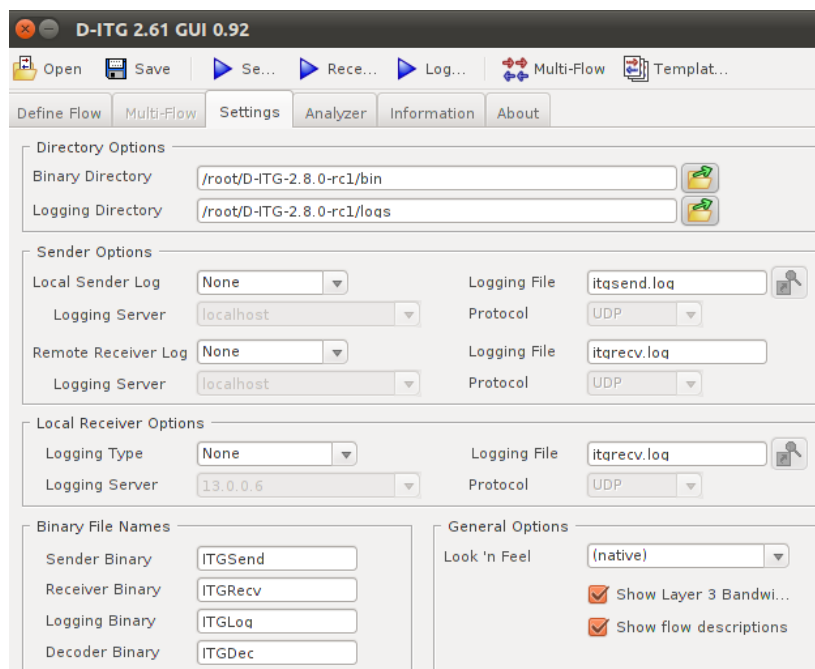 D-ITG 2.61 GUI 0.92
Open Save Se... Rece... Log... Multi-Flow Templat...
Define Flow Multi-Flow Settings Analyzer Information About
Directory Options
Binary Directory /root/D-ITG-2.8.0-rc1/bin
Logging Directory /root/D-ITG-2.8.0-rc1/logs
Sender Options
Local Sender Log None Logging File itgsend.log
Logging Server localhost Protocol UDP
Remote Receiver Log None Logging File itgrecv.log
Logging Server localhost Protocol UDP
Local Receiver Options
Logging Type None Logging File itgrecv.log
Logging Server 13.0.0.6 Protocol UDP
Binary File Names General Options
Sender Binary ITGSend Look 'n Feel (native)
Receiver Binary ITGRecv Show Layer 3 Bandwi...
Logging Binary ITGLog Show flow descriptions
Decoder Binary ITGDec